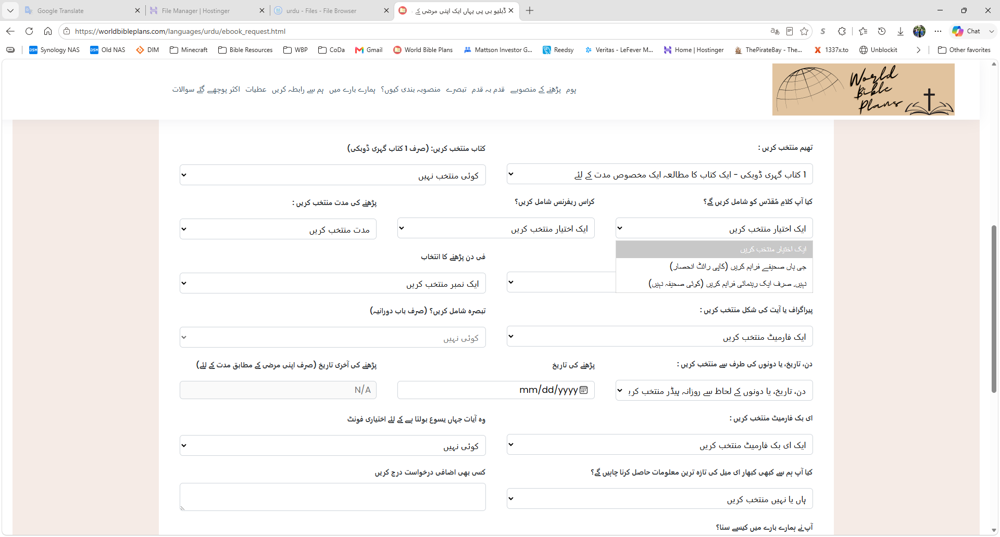 Google Translate
File Manager | Hostinger
urdu - Files - File Browser
ڈبلیو بی پی یہاں ایک اپنی مرضی کے
https://worldbibleplans.com/languages/urdu/ebook_request.html
Chat
Synology NAS
Old NAS
DIM
Minecraft
Bible Resources
WBP
CoDa
Gmail
World Bible Plans
Mattson Investor G...
Reedsy
Veritas - LeFever M...
Home | Hostinger
ThePirateBay - The...
1337x.to
Unblockit
Other favorites
World
Bible
Plans
ہوم پڑھنے کے منصوبے قدم بہ قدم تبصرے منصوبہ بندی کیوں؟ ہمارے بارے میں ہم سے رابطہ کریں عطیات اکثر پوچھے گئے سوالات
تھیم منتخب کریں :
کتاب منتخب کریں: (صرف 1 کتاب گہری ڈوبکی)
1 کتاب گہری ڈوبکی - ایک کتاب کا مطالعہ ایک مخصوص مدت کے لئے
کوئی منتخب نہیں
کیا آپ کلامِ مُقدّس کو شامل کریں گے؟
کراس ریفرنس شامل کریں؟
پڑھنے کی مدت منتخب کریں :
ایک اختیار منتخب کریں
ایک اختیار منتخب کریں
مدت منتخب کریں
ایک اختیار منتخب کریں
جی ہاں صحیفے فراہم کریں (کاپی رائٹ انحصار)
نہیں. صرف ایک رہنمائی فراہم کریں (کوئی صحیفہ نہیں)
فی دن پڑھنے کا انتخاب
ایک نمبر منتخب کریں
پیراگراف یا آیت کی شکل منتخب کریں :
تبصرہ شامل کریں؟ (صرف باب دورانیہ)
ایک فارمیٹ منتخب کریں
کوئی نہیں
دن، تاریخ، یا دونوں کی طرف سے منتخب کریں :
پڑھنے کی تاریخ
پڑھنے کی آخری تاریخ (صرف اپنی مرضی کے مطابق مدت کے لئے)
دن، تاریخ، یا دونوں کے لحاظ سے روزانہ ہیڈر منتخب کریں
mm/dd/yyyy
N/A
ای بک فارمیٹ منتخب کریں :
وہ آیات جہاں یسوع بولتا ہے کے لئے اختیاری فونٹ
ایک ای بک فارمیٹ منتخب کریں
کوئی نہیں
کیا آپ ہم سے کبھی کبھار ای میل کی تازہ ترین معلومات حاصل کرنا چاہیں گے؟
کسی بھی اضافی درخواست درج کریں
ہاں یا نہیں منتخب کریں
آپ نے ہمارے بارے میں کیسے سنا؟